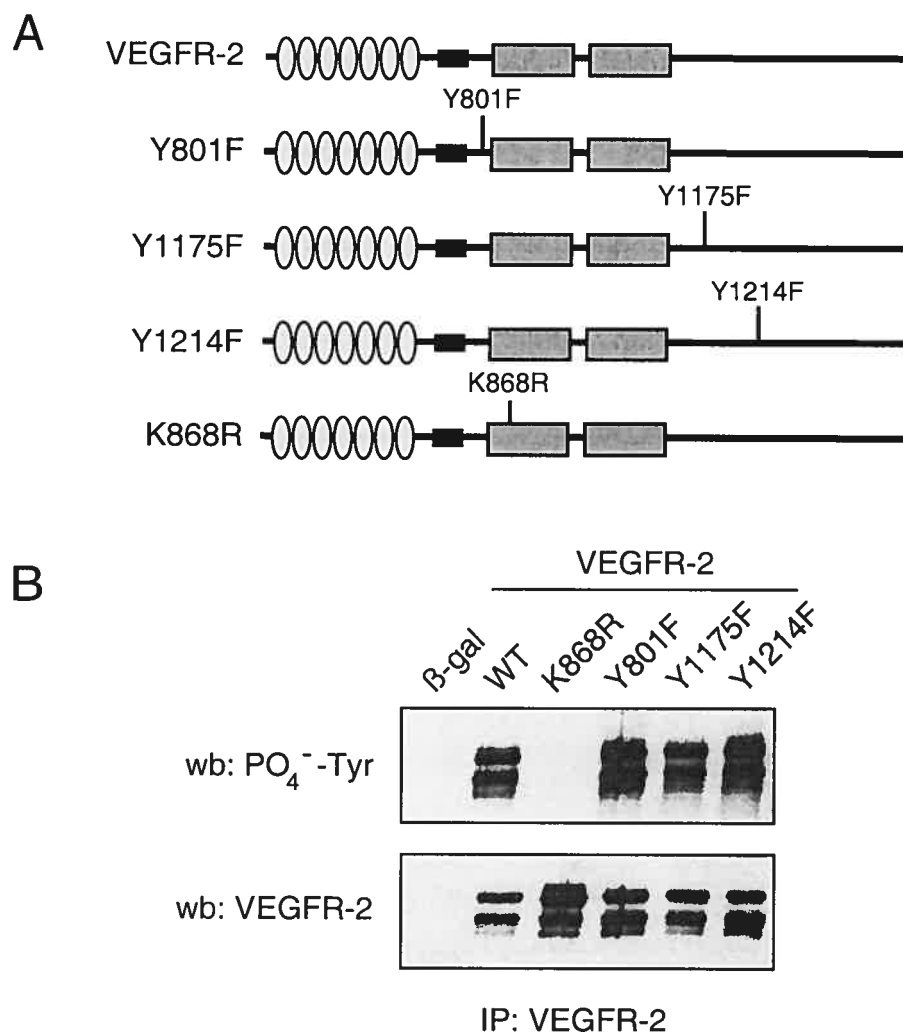 A
VEGFR-2
Y801F
Y801F
Y1175F
Y1175F
Y1214F
Y1214F
K868R
K868R
B
VEGFR-2
ß-gal WT K868R Y801F Y1175F Y1214F
wb: PO₄⁻-Tyr
wb: VEGFR-2
IP: VEGFR-2